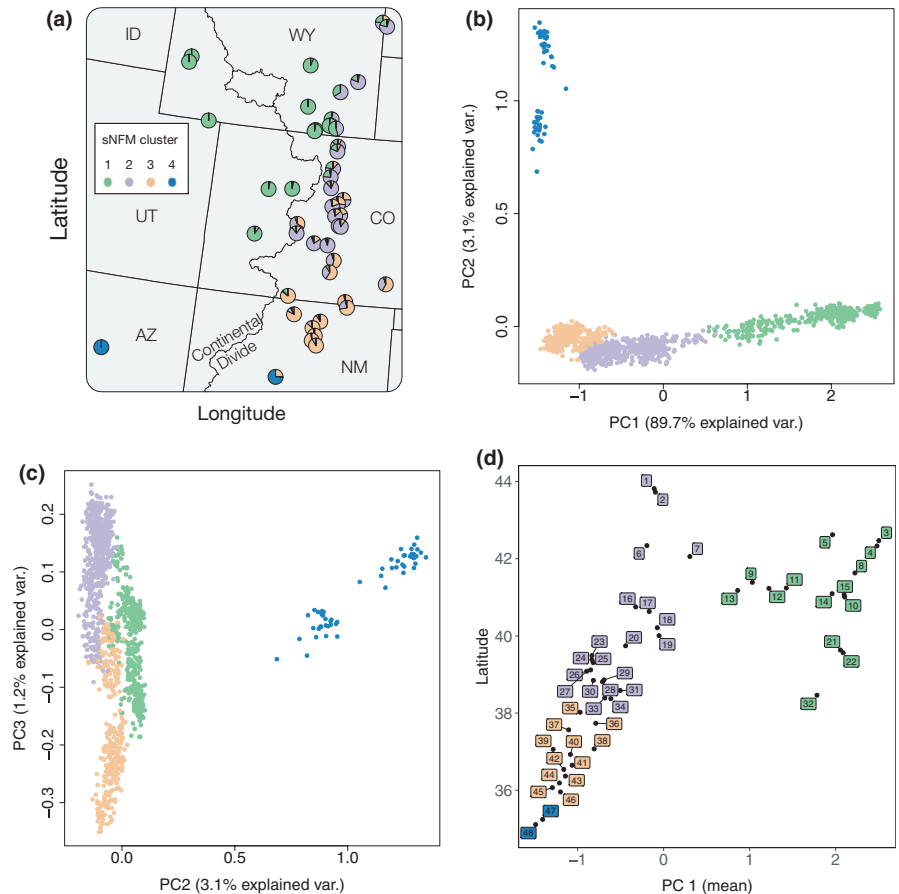 (a)
ID
WY
sNFM cluster
1 2 3 4
UT
CO
AZ
NM
Continental
Divide
Latitude
Longitude
(b)
1.0
0.5
0.0
PC2 (3.1% explained var.)
−1 0 1 2
PC1 (89.7% explained var.)
(c)
0.2
0.1
0.0
−0.1
−0.2
−0.3
PC3 (1.2% explained var.)
0.0 0.5 1.0
PC2 (3.1% explained var.)
(d)
44
42
40
38
36
Latitude
1
2
3
4
5
6
7
8
9
11
13
12
15
14
10
16
17
18
19
20
21
22
23
24
25
26
29
27
30
28
31
33
34
32
35
36
37
38
39
40
42
41
44
43
45
46
47
48
−1 0 1 2
PC 1 (mean)